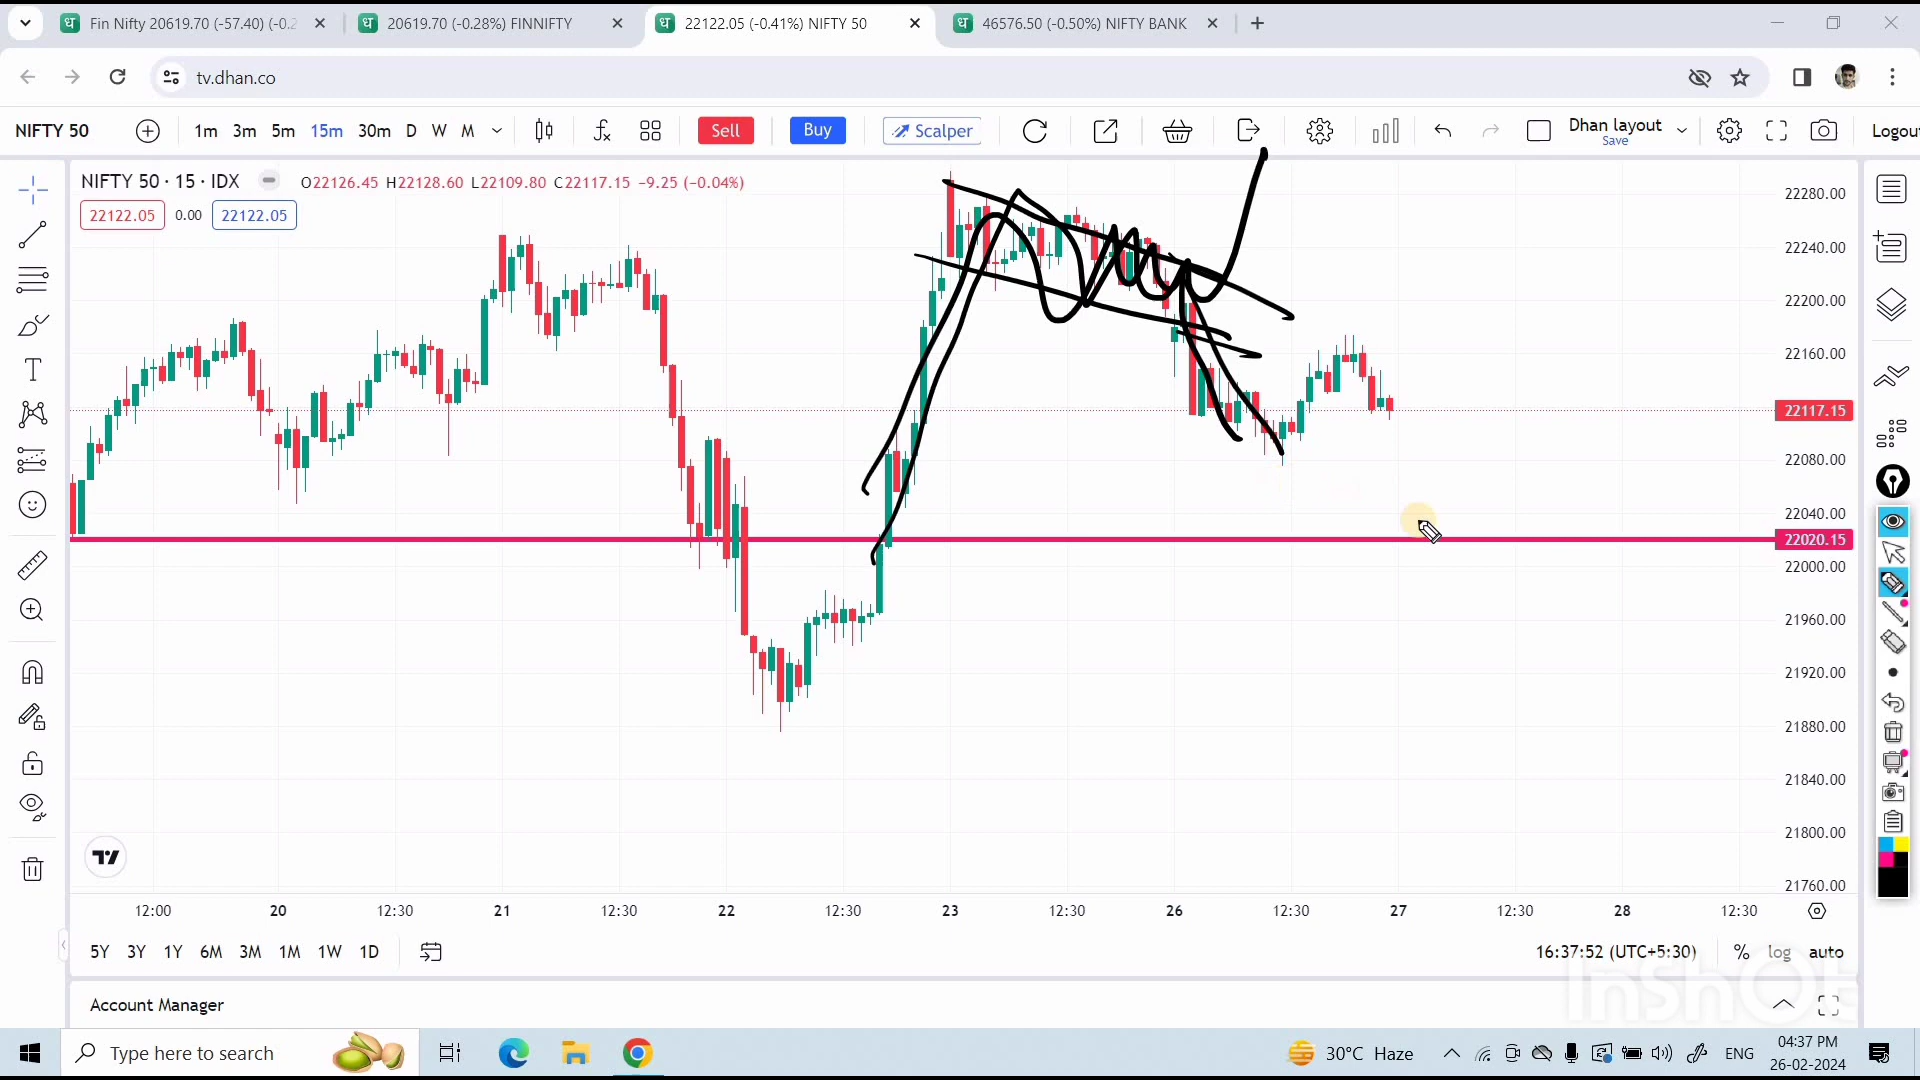 Fin Nifty 20619.70 (-57.40) (-0.2
20619.70 (-0.28%) FINNIFTY
22122.05 (-0.41%) NIFTY 50
46576.50 (-0.50%) NIFTY BANK
tv.dhan.co
NIFTY 50 1m 3m 5m 15m 30m D W M Sell Buy Scalper Dhan layout Save Logou
NIFTY 50 · 15 · IDX O22126.45 H22128.60 L22109.80 C22117.15 −9.25 (−0.04%)
22122.05 0.00 22122.05
22280.00
22240.00
22200.00
22160.00
22117.15
22080.00
22040.00
22020.15
22000.00
21960.00
21920.00
21880.00
21840.00
21800.00
21760.00
12:00 20 12:30 21 12:30 22 12:30 23 12:30 26 12:30 27 12:30 28 12:30
5Y 3Y 1Y 6M 3M 1M 1W 1D 16:37:52 (UTC+5:30) % log auto
InShOt
Account Manager
Type here to search 30°C Haze ENG 04:37 PM
26-02-2024